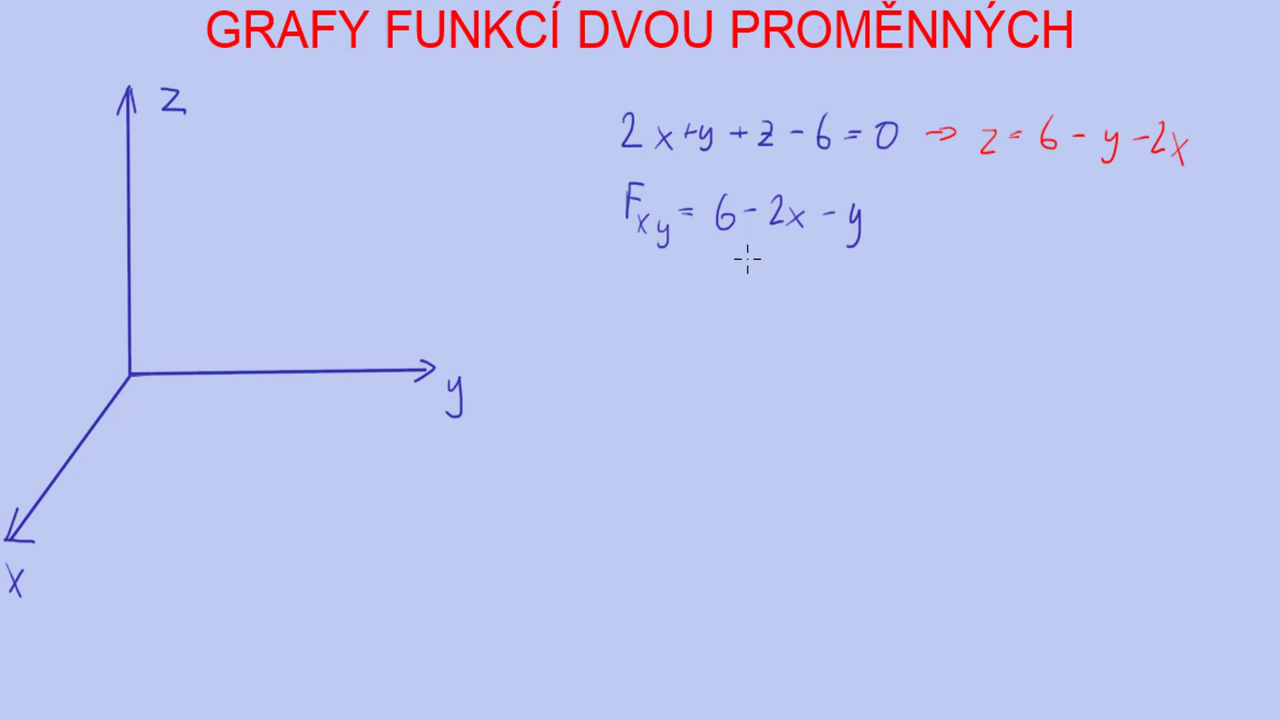 GRAFY FUNKCÍ DVOU PROMĚNNÝCH
z
2x+y+z-6=0 => z=6-y-2x
Fxy=6-2x-y
y
x